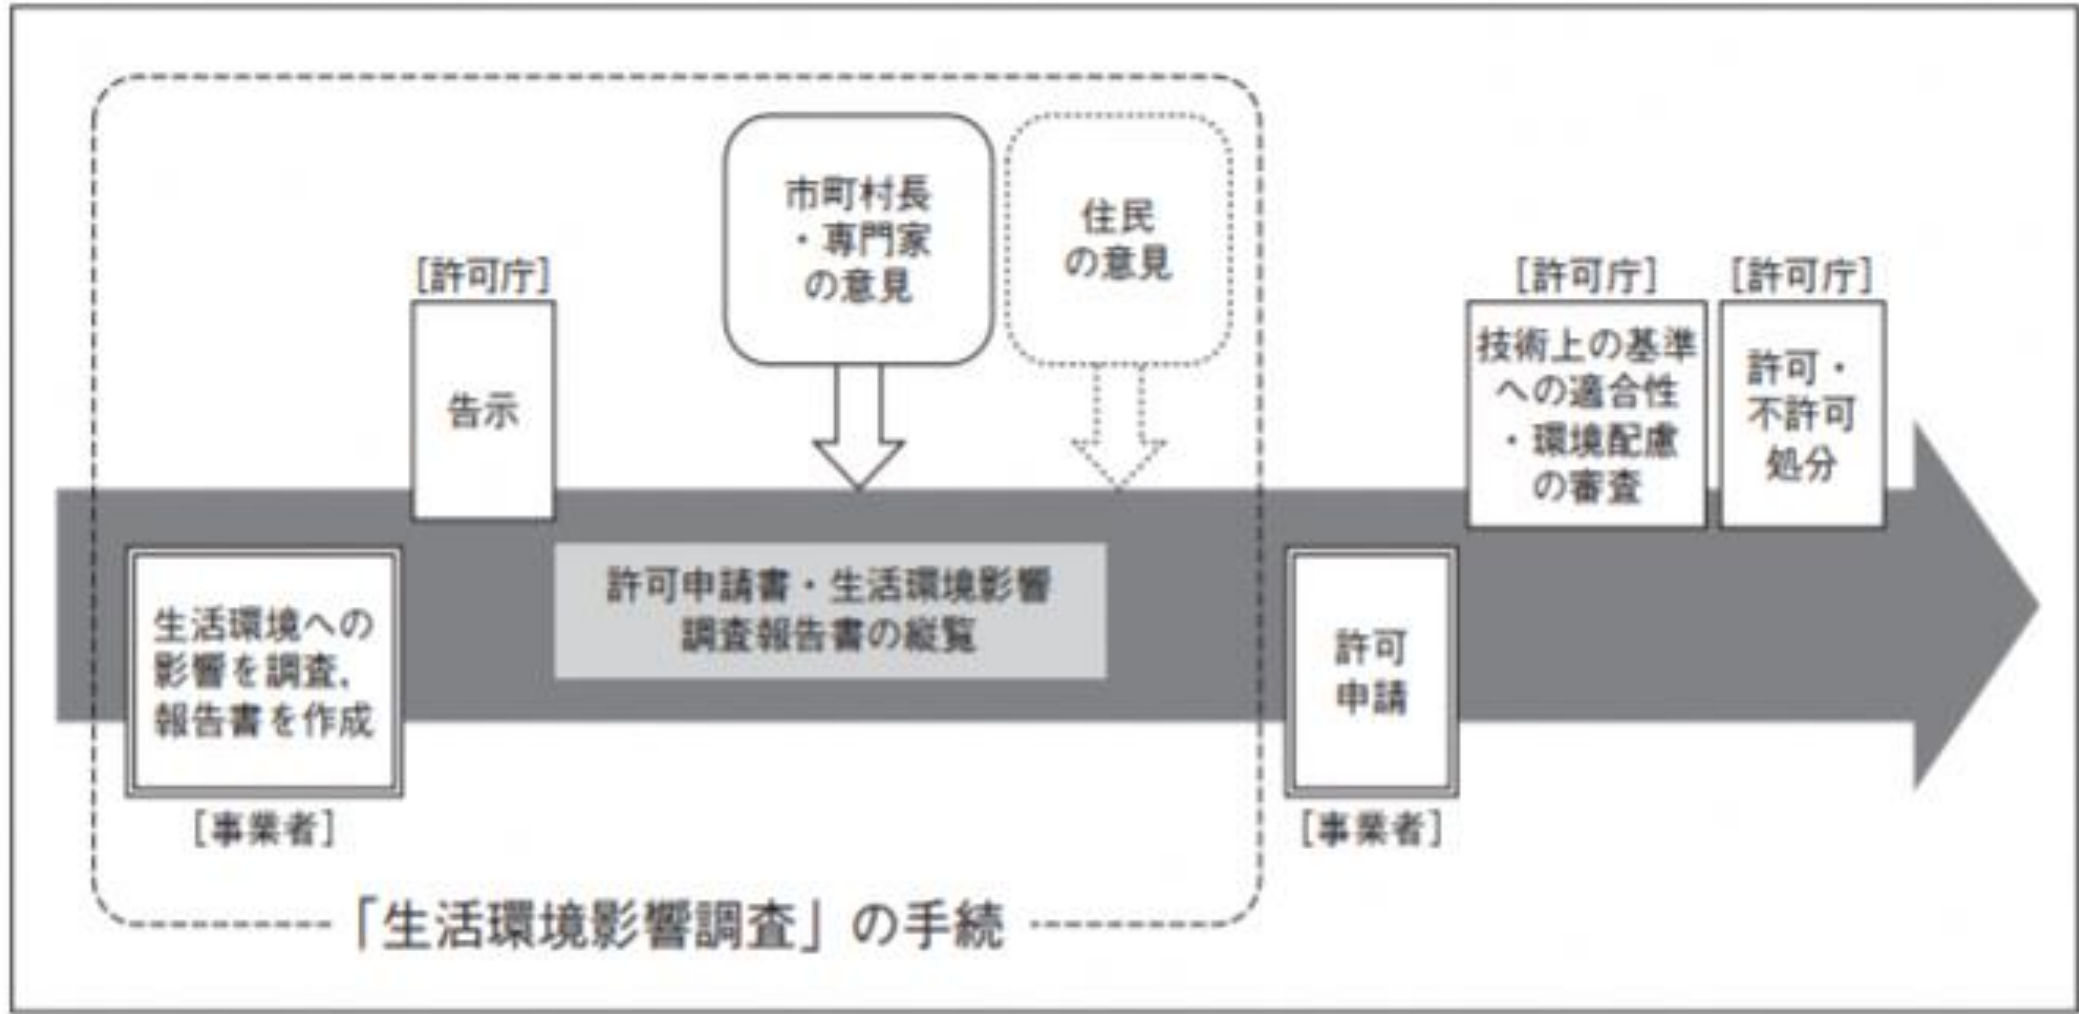 市町村長
・専門家
の意見
住民
の意見
[許可庁]
告示
[許可庁]
技術上の基準
への適合性
・環境配慮
の審査
[許可庁]
許可・
不許可
処分
生活環境への
影響を調査,
報告書を作成
[事業者]
許可申請書・生活環境影響
調査報告書の縦覧
許可
申請
[事業者]
「生活環境影響調査」の手続